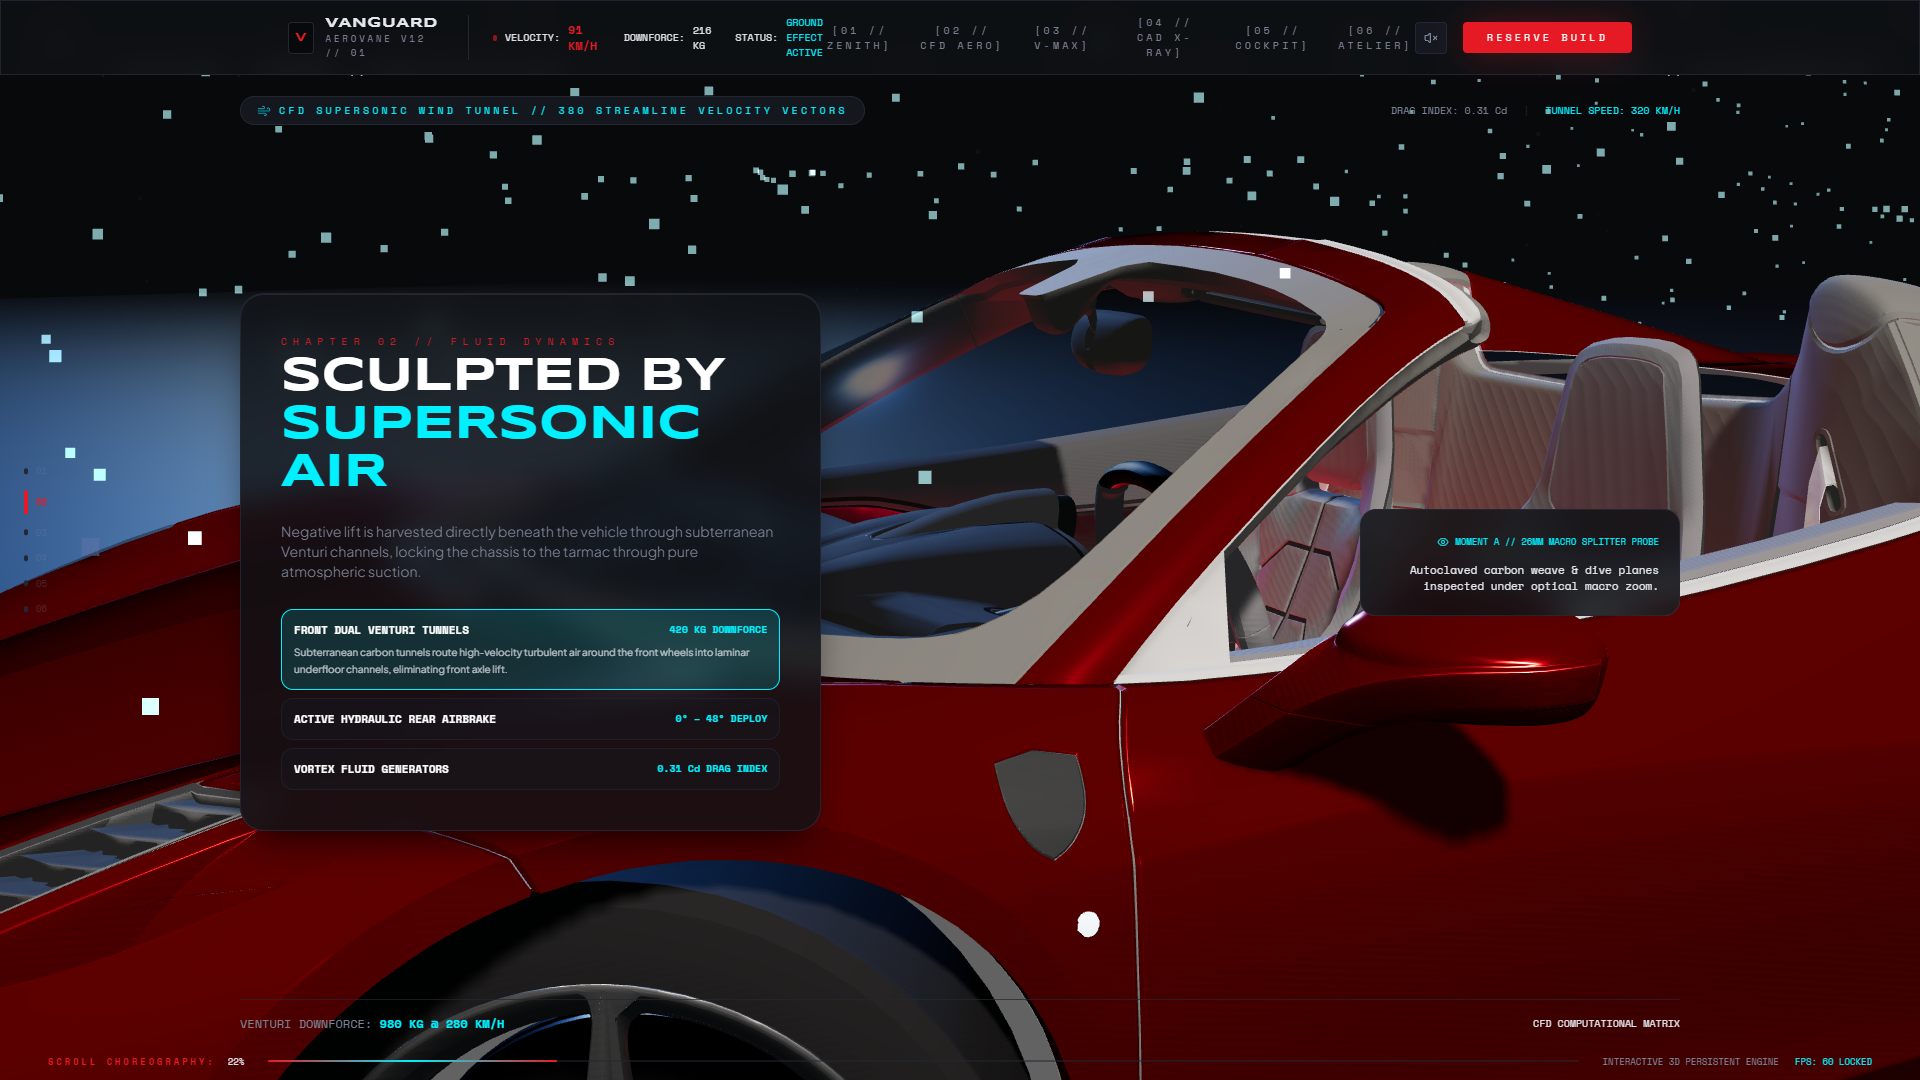 V
VANGUARD
AEROVANE V12
// 01
VELOCITY: 91 KM/H
DOWNFORCE: 216 KG
STATUS: GROUND EFFECT ACTIVE
[01 // ZENITH]
[02 // CFD AERO]
[03 // V-MAX]
[04 // CAD X-RAY]
[05 // COCKPIT]
[06 // ATELIER]
RESERVE BUILD
CFD SUPERSONIC WIND TUNNEL // 380 STREAMLINE VELOCITY VECTORS
DRAG INDEX: 0.31 Cd
TUNNEL SPEED: 320 KM/H
CHAPTER 02 // FLUID DYNAMICS
SCULPTED BY
SUPERSONIC
AIR
Negative lift is harvested directly beneath the vehicle through subterranean
Venturi channels, locking the chassis to the tarmac through pure
atmospheric suction.
FRONT DUAL VENTURI TUNNELS
420 KG DOWNFORCE
Subterranean carbon tunnels route high-velocity turbulent air around the front wheels into laminar
underfloor channels, eliminating front axle lift.
ACTIVE HYDRAULIC REAR AIRBRAKE
0° – 48° DEPLOY
VORTEX FLUID GENERATORS
0.31 Cd DRAG INDEX
01
02
03
04
05
06
MOMENT A // 26MM MACRO SPLITTER PROBE
Autoclaved carbon weave & dive planes
inspected under optical macro zoom.
VENTURI DOWNFORCE: 980 KG @ 280 KM/H
CFD COMPUTATIONAL MATRIX
SCROLL CHOREOGRAPHY: 22%
INTERACTIVE 3D PERSISTENT ENGINE
FPS: 60 LOCKED